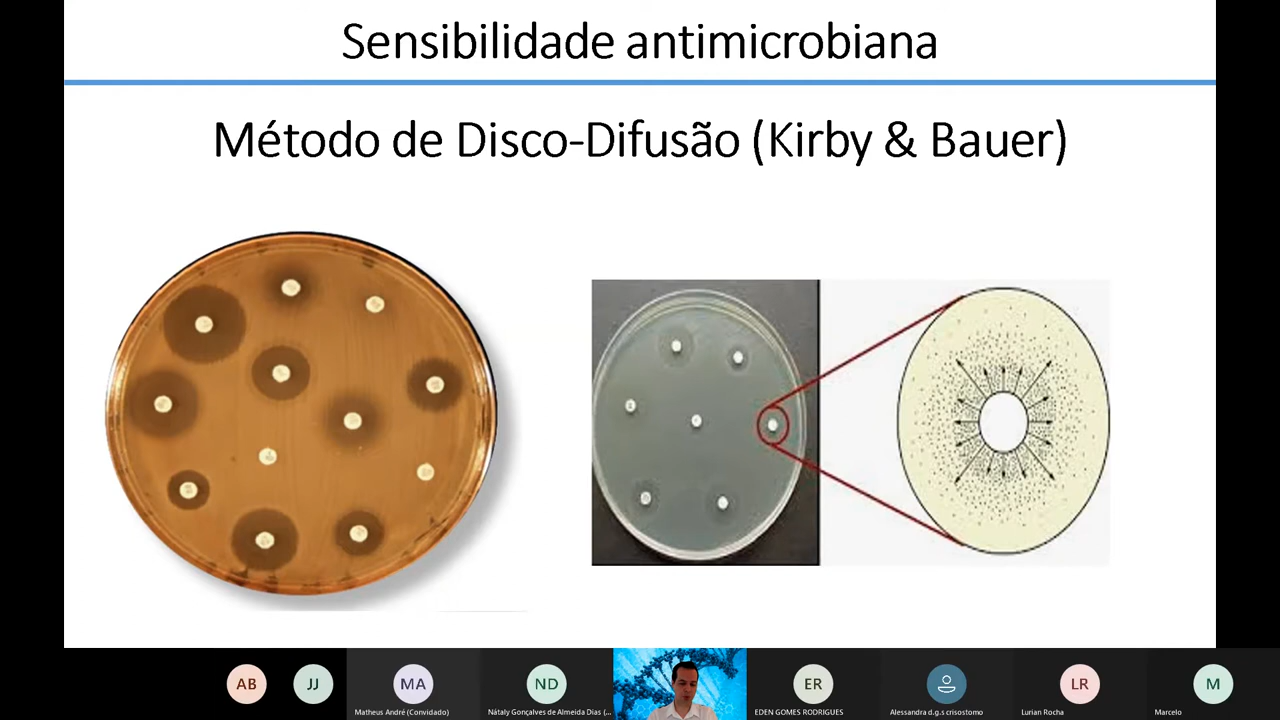 Sensibilidade antimicrobiana
Método de Disco-Difusão (Kirby & Bauer)
AB
JJ
MA
ND
ER
LR
M
Matheus André (Convidado)
Nátaly Gonçalves de Almeida Dias (...
EDEN GOMES RODRIGUES
Alessandra d.g.s crisostomo
Lurian Rocha
Marcelo